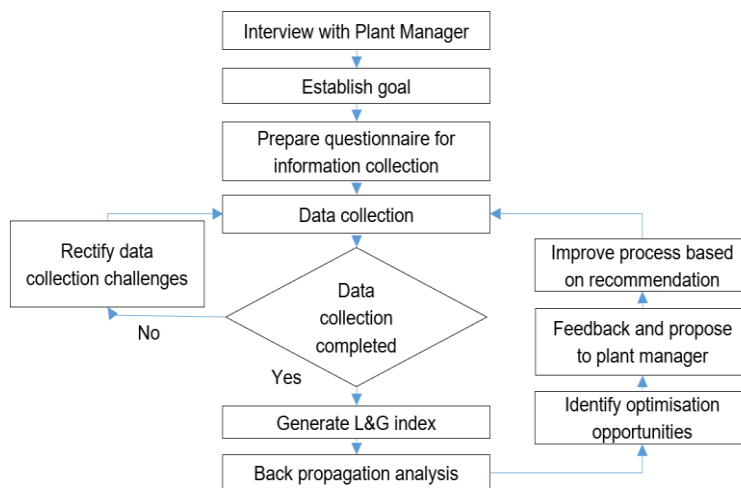 Interview with Plant Manager
Establish goal
Prepare questionnaire for
information collection
Data collection
Rectify data
collection challenges
Data
collection
completed
No
Yes
Generate L&G index
Back propagation analysis
Improve process based
on recommendation
Feedback and propose
to plant manager
Identify optimisation
opportunities